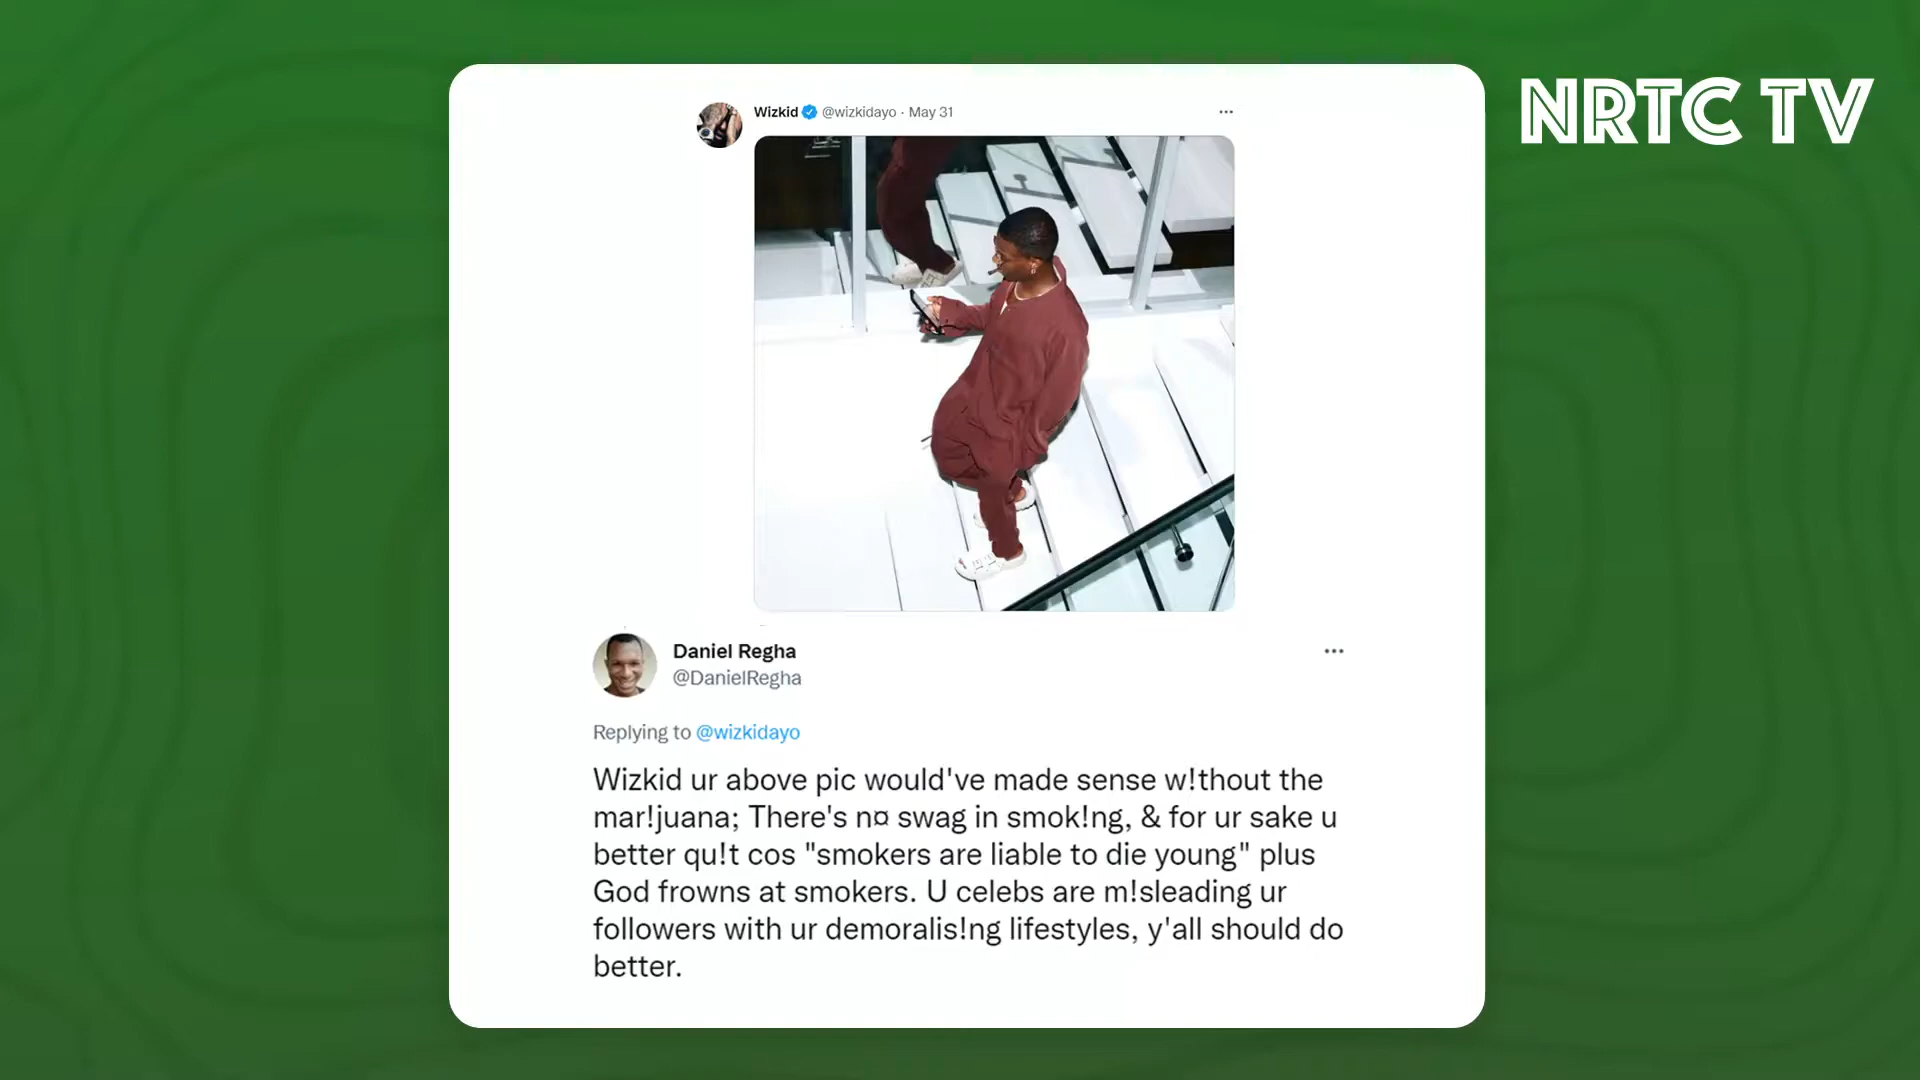 NRTC TV
Wizkid @wizkidayo · May 31
Daniel Regha
@DanielRegha
Replying to @wizkidayo
Wizkid ur above pic would've made sense w!thout the
mar!juana; There's n¤ swag in smok!ng, & for ur sake u
better qu!t cos "smokers are liable to die young" plus
God frowns at smokers. U celebs are m!sleading ur
followers with ur demoralis!ng lifestyles, y'all should do
better.